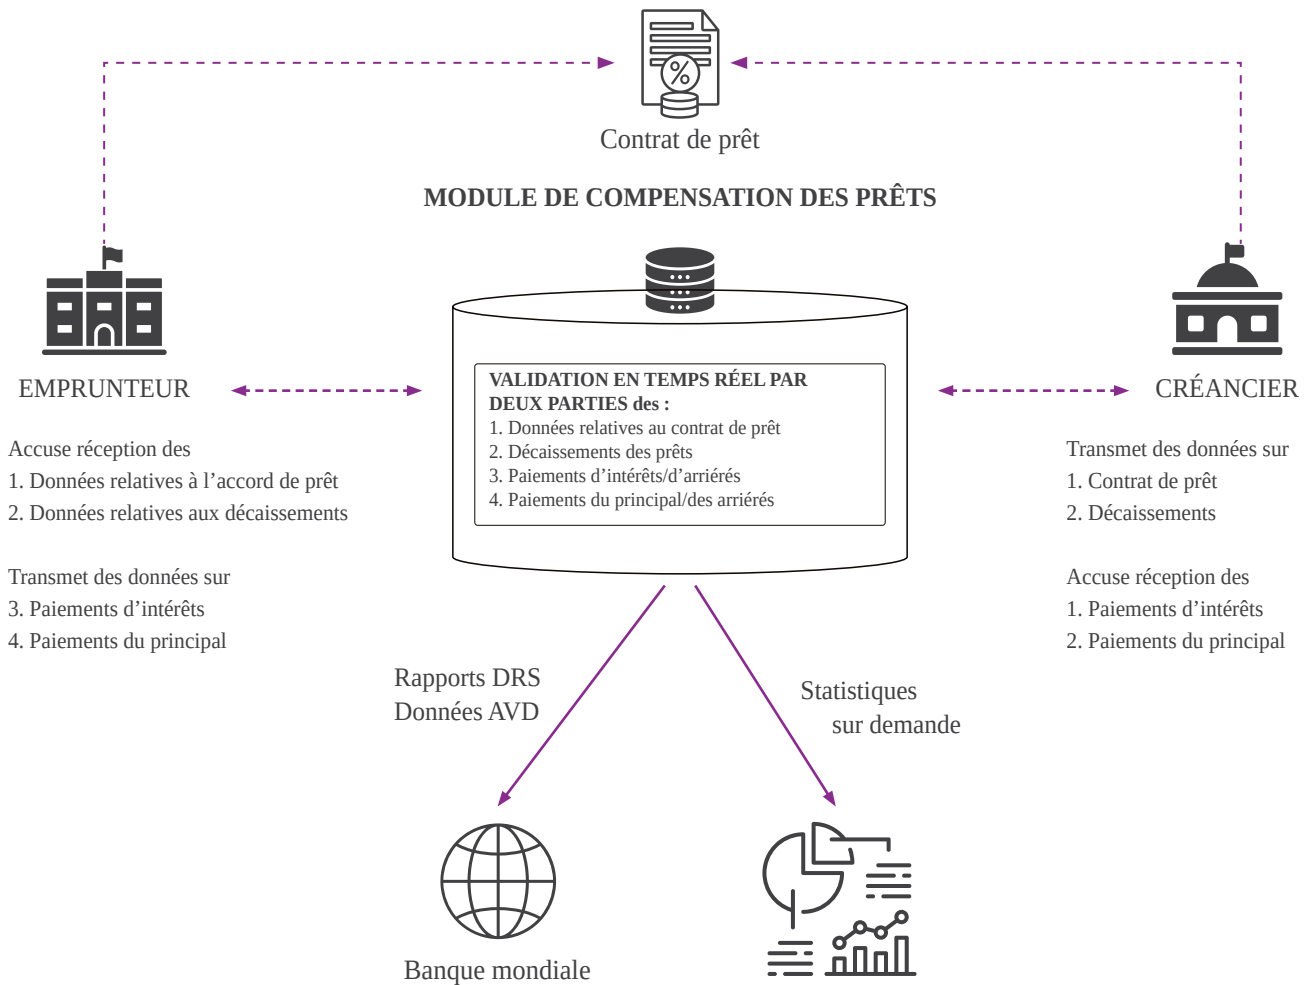 Contrat de prêt
MODULE DE COMPENSATION DES PRÊTS
EMPRUNTEUR
Accuse réception des
1. Données relatives à l’accord de prêt
2. Données relatives aux décaissements
Transmet des données sur
3. Paiements d’intérêts
4. Paiements du principal
VALIDATION EN TEMPS RÉEL PAR
DEUX PARTIES des :
1. Données relatives au contrat de prêt
2. Décaissements des prêts
3. Paiements d’intérêts/d’arriérés
4. Paiements du principal/des arriérés
CRÉANCIER
Transmet des données sur
1. Contrat de prêt
2. Décaissements
Accuse réception des
1. Paiements d’intérêts
2. Paiements du principal
Rapports DRS
Données AVD
Statistiques
sur demande
Banque mondiale